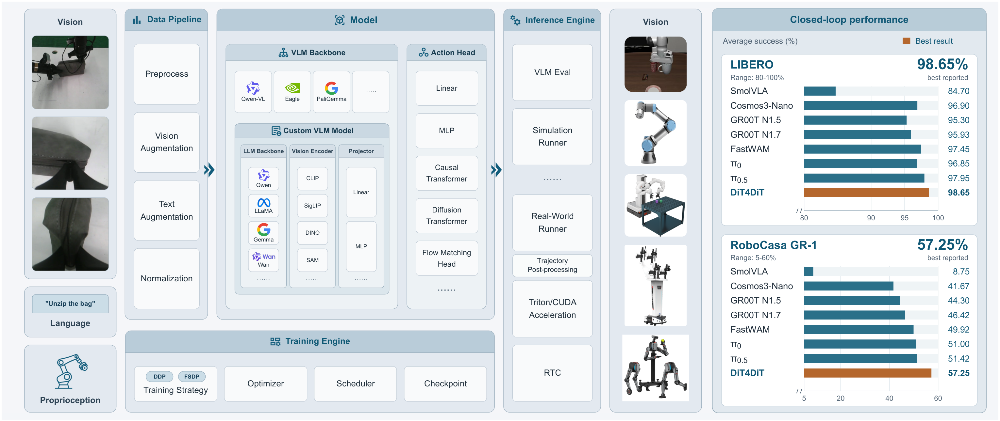 Vision
"Unzip the bag"
Language
Proprioception
Data Pipeline
Preprocess
Vision
Augmentation
Text
Augmentation
Normalization
Model
VLM Backbone
Qwen-VL
Eagle
PaliGemma
......
Custom VLM Model
LLM Backbone
Qwen
LLaMA
Gemma
Wan
Wan
......
Vision Encoder
CLIP
SigLIP
DINO
SAM
......
Projector
Linear
MLP
......
Action Head
Linear
MLP
Causal
Transformer
Diffusion
Transformer
Flow Matching
Head
......
Training Engine
DDP FSDP
Training Strategy
Optimizer
Scheduler
Checkpoint
Inference Engine
VLM Eval
Simulation
Runner
......
Real-World
Runner
Trajectory
Post-processing
Triton/CUDA
Acceleration
RTC
Vision
Closed-loop performance
Average success (%) Best result
LIBERO 98.65%
Range: 80-100% best reported
SmolVLA 84.70
Cosmos3-Nano 96.90
GR00T N1.5 95.30
GR00T N1.7 95.93
FastWAM 97.45
π0 96.85
π0.5 97.95
DiT4DiT 98.65
//
80 90 95 100
RoboCasa GR-1 57.25%
Range: 5-60% best reported
SmolVLA 8.75
Cosmos3-Nano 41.67
GR00T N1.5 44.30
GR00T N1.7 46.42
FastWAM 49.92
π0 51.00
π0.5 51.42
DiT4DiT 57.25
//
5 20 40 60